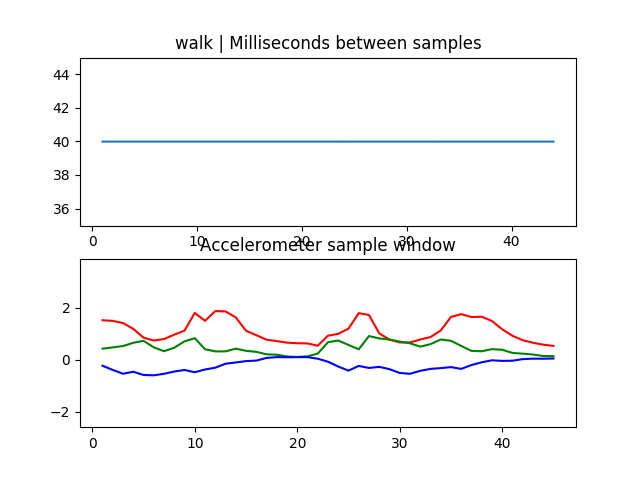 walk | Milliseconds between samples
44
42
40
38
36
0 10 20 30 40
Accelerometer sample window
2
0
−2
0 10 20 30 40